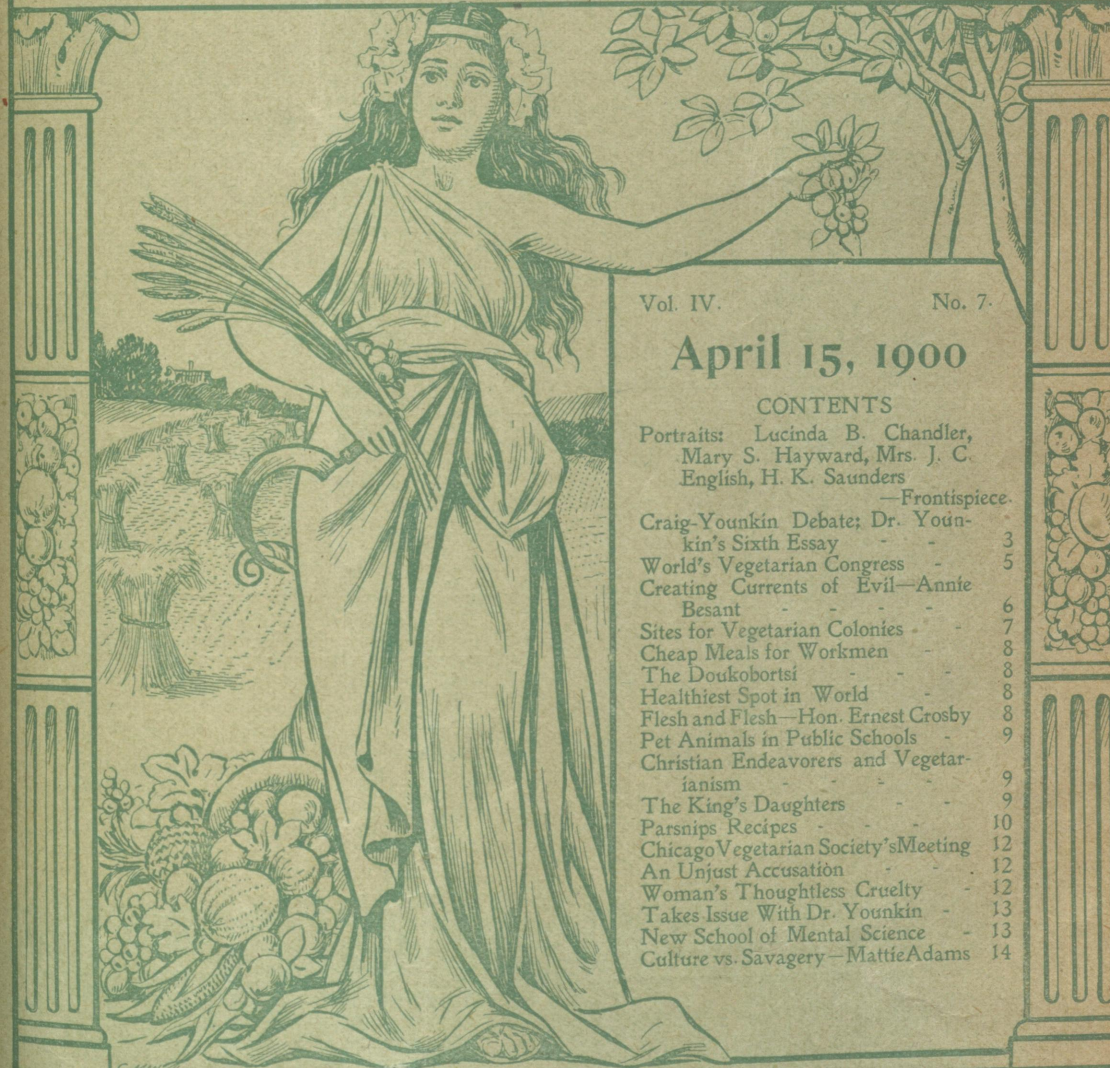 Vol. IV. No. 7.
April 15, 1900
CONTENTS
Portraits: Lucinda B. Chandler,
Mary S. Hayward, Mrs. J. C.
English, H. K. Saunders
—Frontispiece.
Craig-Younkin Debate; Dr. Youn-
kin's Sixth Essay - - 3
World's Vegetarian Congress - 5
Creating Currents of Evil—Annie
Besant - - - - 6
Sites for Vegetarian Colonies - - 7
Cheap Meals for Workmen - 8
The Doukobortsi - - - 8
Healthiest Spot in World - 8
Flesh and Flesh—Hon. Ernest Crosby 8
Pet Animals in Public Schools - 9
Christian Endeavorers and Vegetar-
ianism - - - - 9
The King's Daughters - - 9
Parsnips Recipes - - - - 10
Chicago Vegetarian Society's Meeting 12
An Unjust Accusation - - 12
Woman's Thoughtless Cruelty - 12
Takes Issue With Dr. Younkin - 13
New School of Mental Science - 13
Culture vs. Savagery—Mattie Adams 14